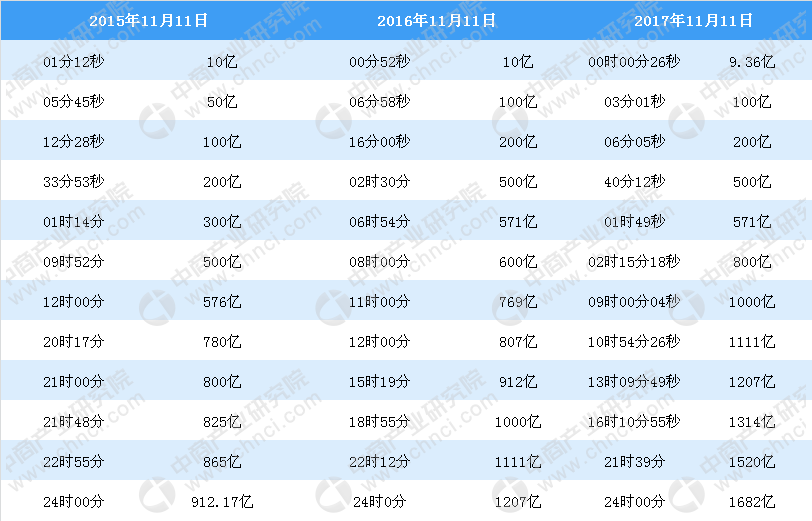 2015年11月11日 2016年11月11日 2017年11月11日
01分12秒 10亿 00分52秒 10亿 00时00分26秒 9.36亿
05分45秒 50亿 06分58秒 100亿 03分01秒 100亿
12分28秒 100亿 16分00秒 200亿 06分05秒 200亿
33分53秒 200亿 02时30分 500亿 40分12秒 500亿
01时14分 300亿 06时54分 571亿 01时49秒 571亿
09时52分 500亿 08时00分 600亿 02时15分18秒 800亿
12时00分 576亿 11时00分 769亿 09时00分04秒 1000亿
20时17分 780亿 12时00分 807亿 10时54分26秒 1111亿
21时00分 800亿 15时19分 912亿 13时09分49秒 1207亿
21时48分 825亿 18时55分 1000亿 16时10分55秒 1314亿
22时55分 865亿 22时12分 1111亿 21时39分 1520亿
24时00分 912.17亿 24时0分 1207亿 24时00分 1682亿
中商产业研究院
www.chnci.com